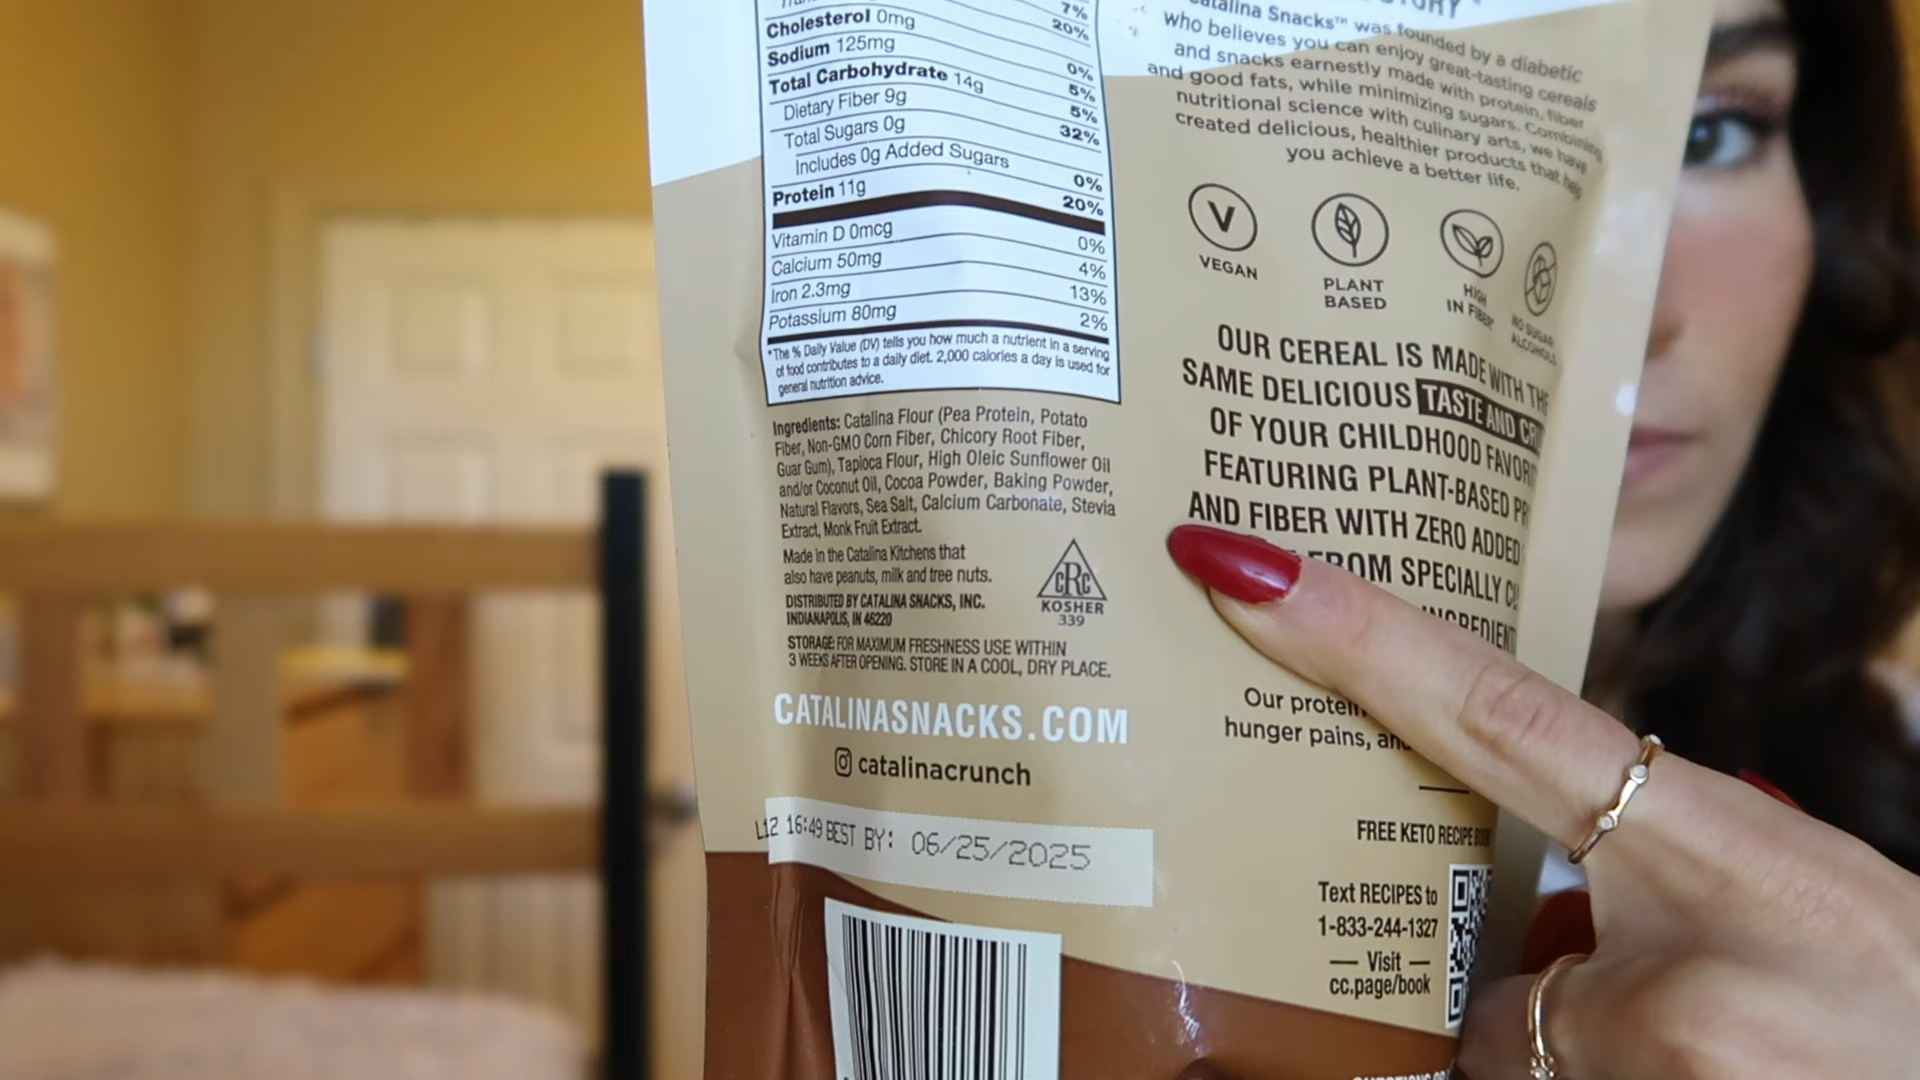 7%
20%
Cholesterol 0mg 0%
Sodium 125mg 5%
Total Carbohydrate 14g 5%
Dietary Fiber 9g 32%
Total Sugars 0g
Includes 0g Added Sugars 0%
Protein 11g 20%
Vitamin D 0mcg 0%
Calcium 50mg 4%
Iron 2.3mg 13%
Potassium 80mg 2%
*The % Daily Value (DV) tells you how much a nutrient in a serving
of food contributes to a daily diet. 2,000 calories a day is used for
general nutrition advice.
Ingredients: Catalina Flour (Pea Protein, Potato
Fiber, Non-GMO Corn Fiber, Chicory Root Fiber,
Guar Gum), Tapioca Flour, High Oleic Sunflower Oil
and/or Coconut Oil, Cocoa Powder, Baking Powder,
Natural Flavors, Sea Salt, Calcium Carbonate, Stevia
Extract, Monk Fruit Extract.
Made in the Catalina Kitchens that
also have peanuts, milk and tree nuts.
DISTRIBUTED BY CATALINA SNACKS, INC.
INDIANAPOLIS, IN 46220
cRc
KOSHER
339
STORAGE: FOR MAXIMUM FRESHNESS USE WITHIN
3 WEEKS AFTER OPENING. STORE IN A COOL, DRY PLACE.
CATALINASNACKS.COM
catalinacrunch
L12 16:49 BEST BY: 06/25/2025
Catalina Snacks™ was founded by a diabetic
who believes you can enjoy great-tasting cereals
and snacks earnestly made with protein, fiber
and good fats, while minimizing sugars. Combining
nutritional science with culinary arts, we have
created delicious, healthier products that help
you achieve a better life.
V
VEGAN
PLANT
BASED
HIGH
IN FIBER
NO SUGAR
ALCOHOLS
OUR CEREAL IS MADE WITH THE
SAME DELICIOUS TASTE AND
OF YOUR CHILDHOOD
FEATURING PLANT-BASED
AND FIBER WITH ZERO ADDED
FROM SPECIALLY
Our protein
hunger pains,
FREE KETO RECIPE BOOK
Text RECIPES to
1-833-244-1327
— Visit —
cc.page/book